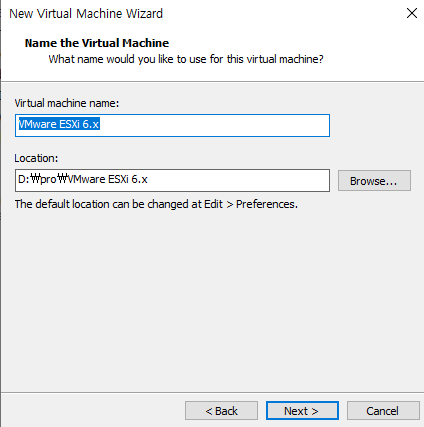 New Virtual Machine Wizard
Name the Virtual Machine
What name would you like to use for this virtual machine?
Virtual machine name:
VMware ESXi 6.x
Location:
D:₩pro₩VMware ESXi 6.x
Browse...
The default location can be changed at Edit > Preferences.
< Back
Next >
Cancel